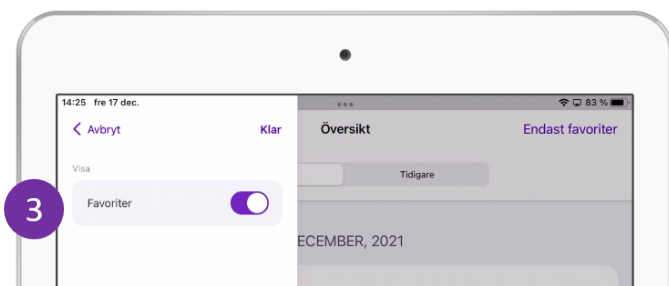 14:25 fre 17 dec.
83 %
Avbryt
Klar
Översikt
Endast favoriter
Visa
Tidigare
3
Favoriter
ECEMBER, 2021